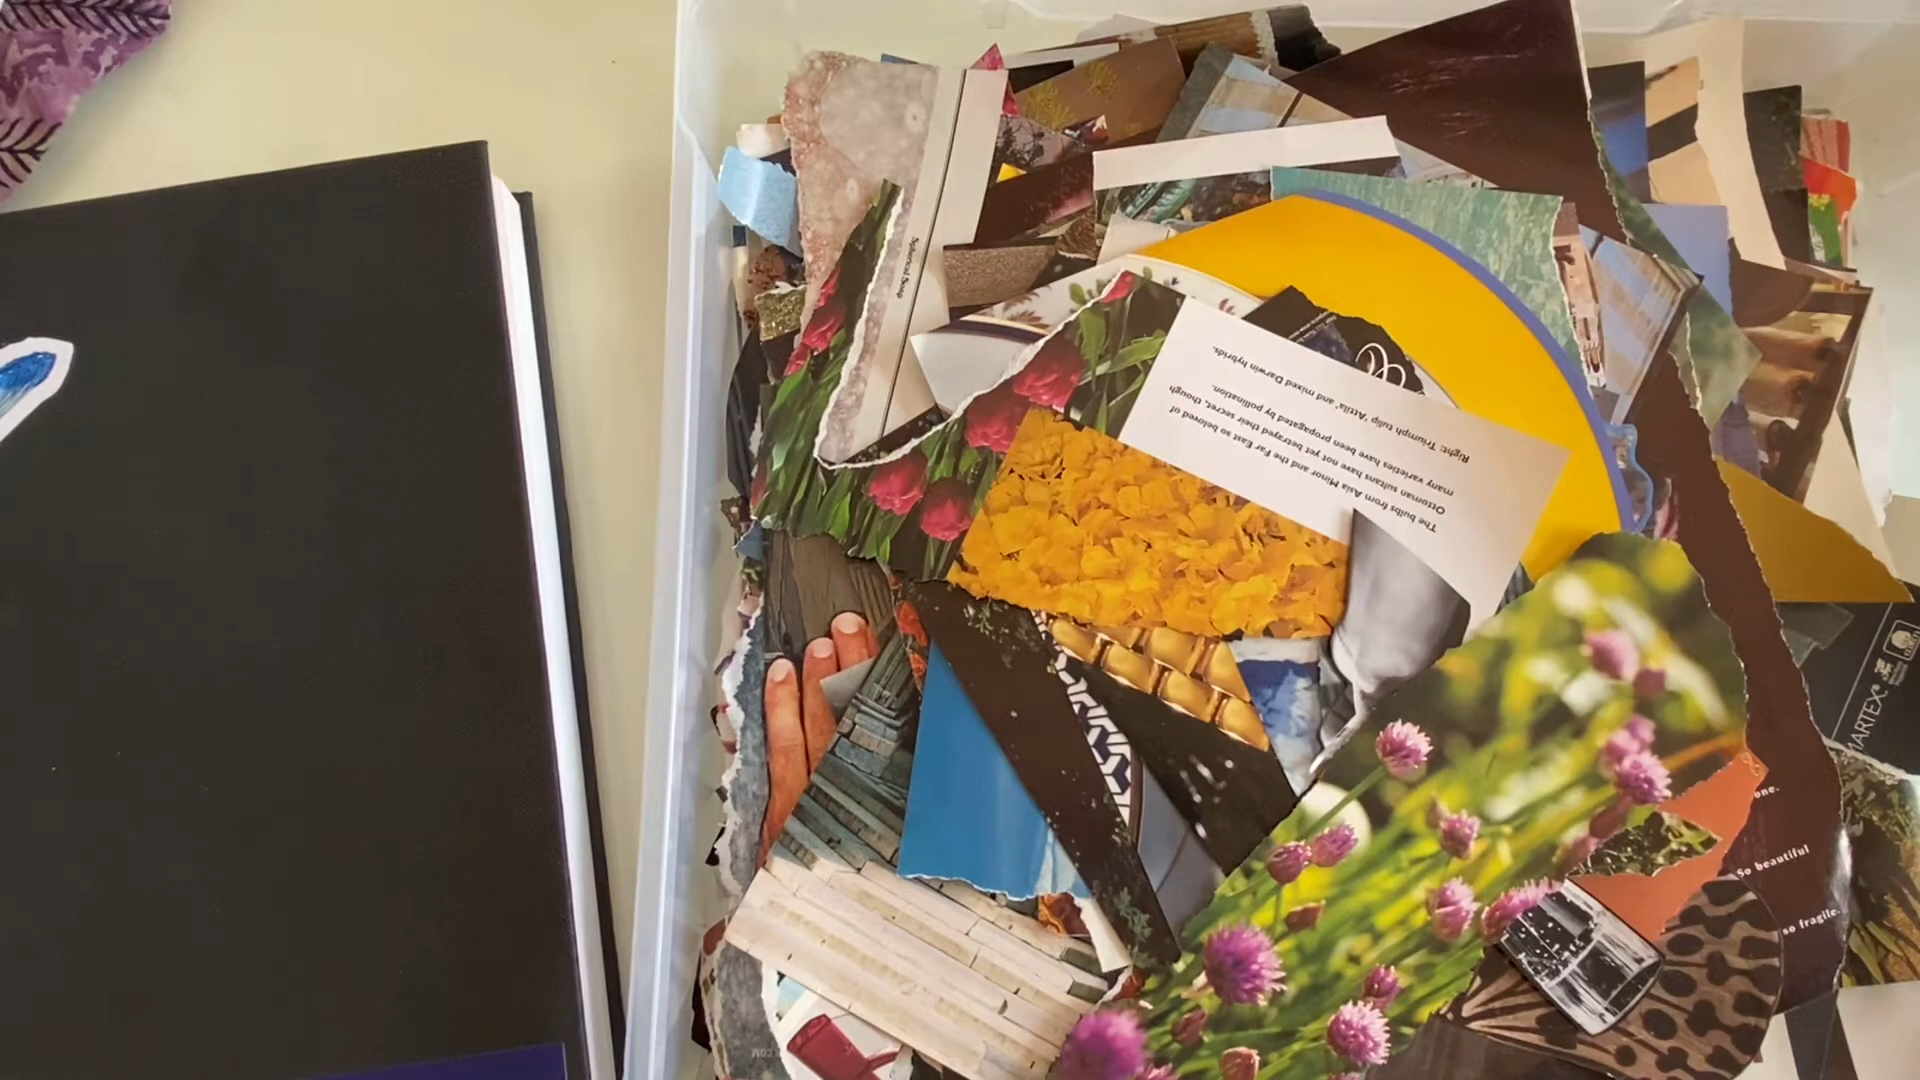 Spherical Soap
The bulbs from Asia Minor and the Far East so beloved of
Ottoman sultans have not yet betrayed their secret, though
many varieties have been propagated by pollination.
Right: Triumph tulip 'Attila,' and mixed Darwin hybrids.
MARTEX®
one.
So beautiful
so fragile.
.COM